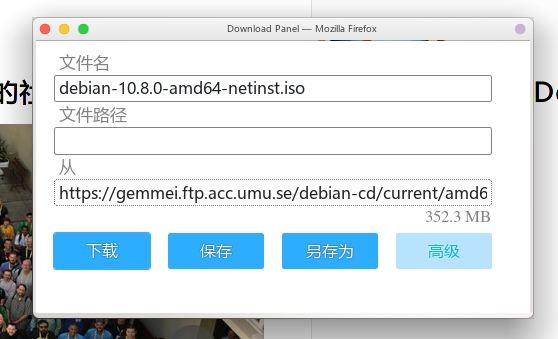 Download Panel — Mozilla Firefox
文件名
debian-10.8.0-amd64-netinst.iso
的社
De
文件路径
从
https://gemmei.ftp.acc.umu.se/debian-cd/current/amd6
352.3 MB
下载 保存 另存为 高级